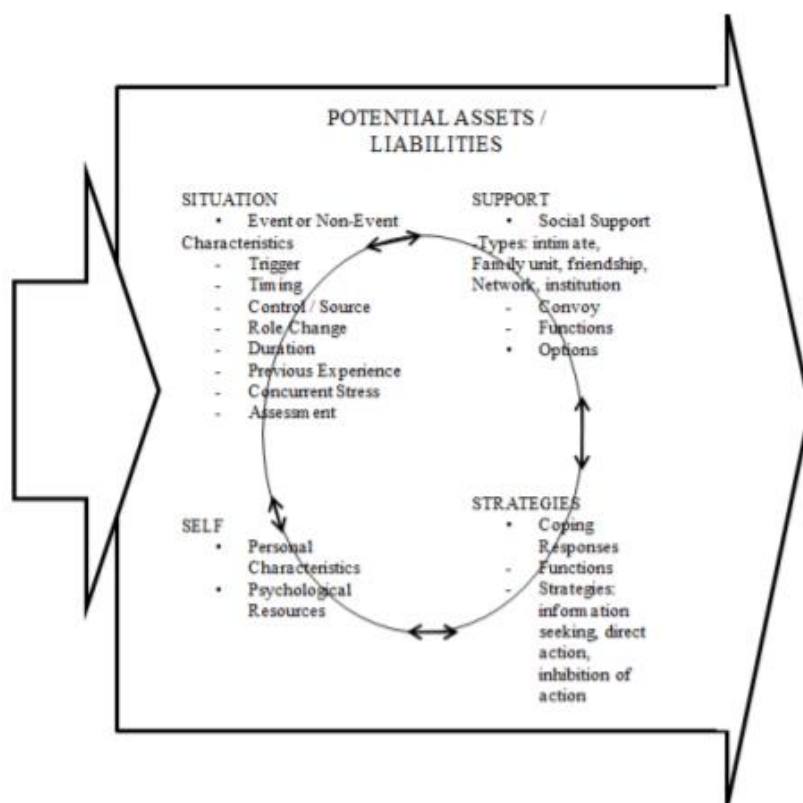 POTENTIAL ASSETS /
LIABILITIES
SITUATION
• Event or Non-Event
Characteristics
- Trigger
- Timing
- Control / Source
- Role Change
- Duration
- Previous Experience
- Concurrent Stress
- Assessment
SUPPORT
• Social Support
-Types: intimate,
Family unit, friendship,
Network, institution
- Convoy
- Functions
• Options
SELF
• Personal
Characteristics
• Psychological
Resources
STRATEGIES
• Coping
Responses
- Functions
- Strategies:
information
seeking, direct
action,
inhibition of
action